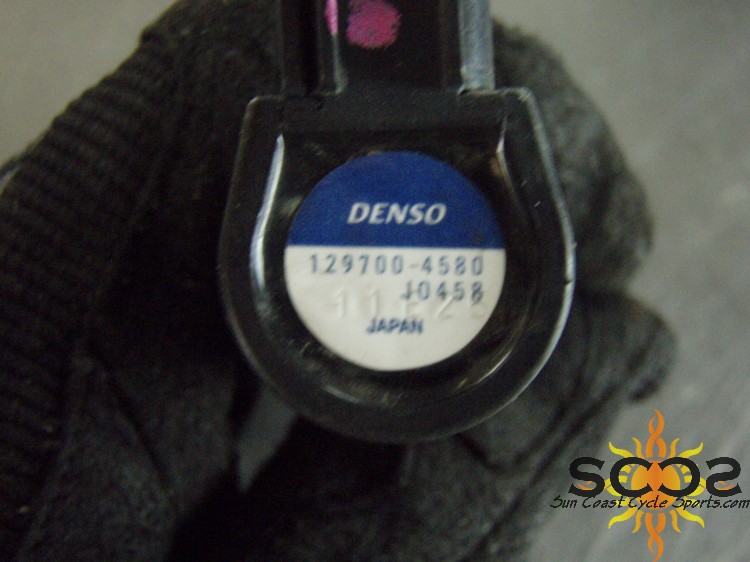 DENSO
129700-4580
J0458
JAPAN
SCCS
Sun Coast Cycle Sports.com